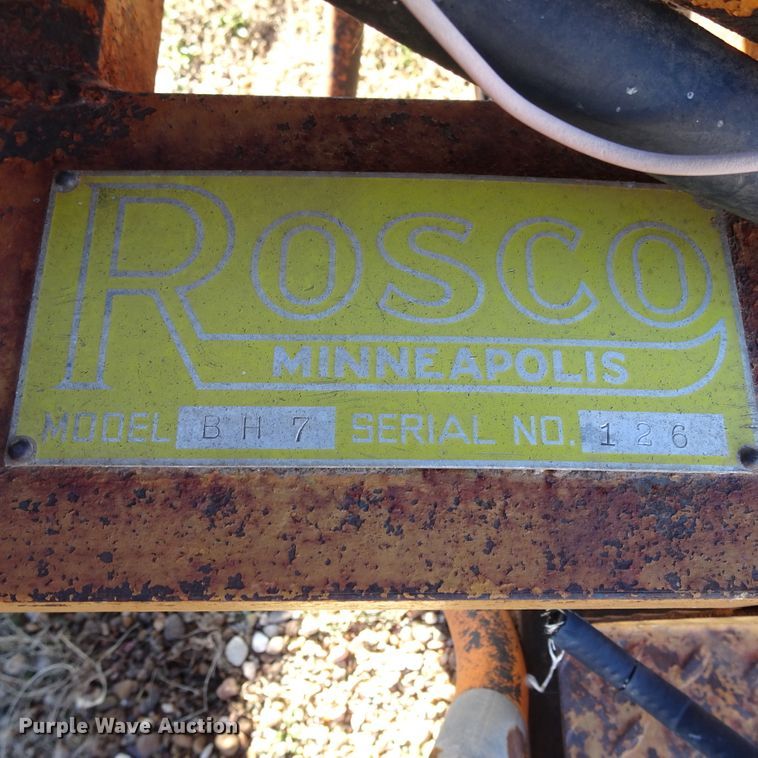 ROSCO
MINNEAPOLIS
MODEL BH7 SERIAL NO. 126
Purple Wave Auction